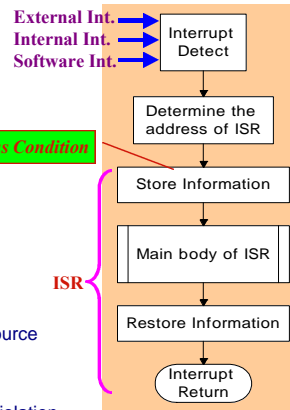 External Int.
Internal Int.
Software Int.
Interrupt
Detect
Determine the
address of ISR
Condition
Store Information
Main body of ISR
ISR
Restore Information
Interrupt
Return